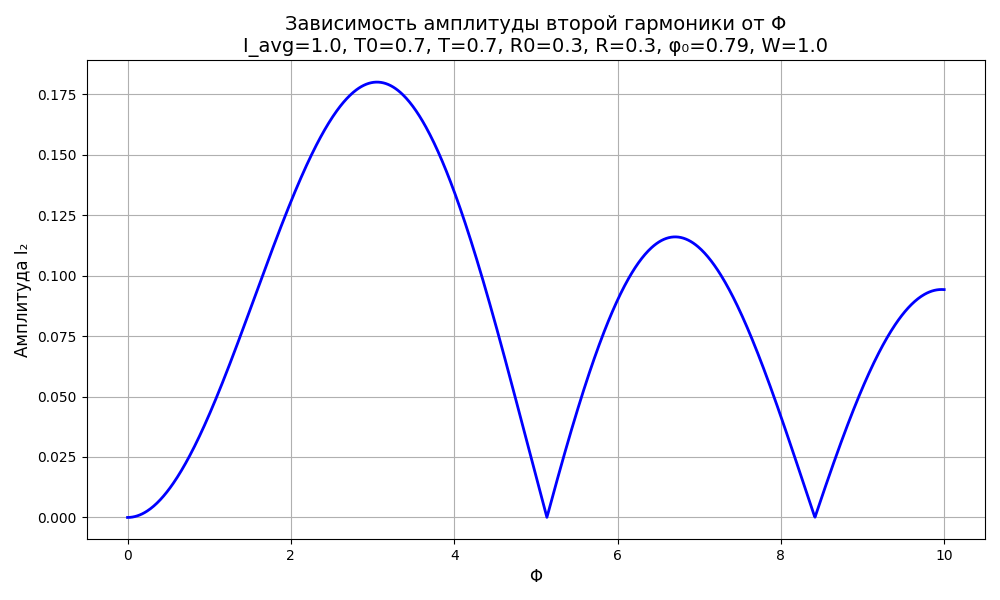 Зависимость амплитуды второй гармоники от Φ
I_avg=1.0, T0=0.7, T=0.7, R0=0.3, R=0.3, φ₀=0.79, W=1.0
Амплитуда I₂
0.175
0.150
0.125
0.100
0.075
0.050
0.025
0.000
0 2 4 6 8 10
Φ